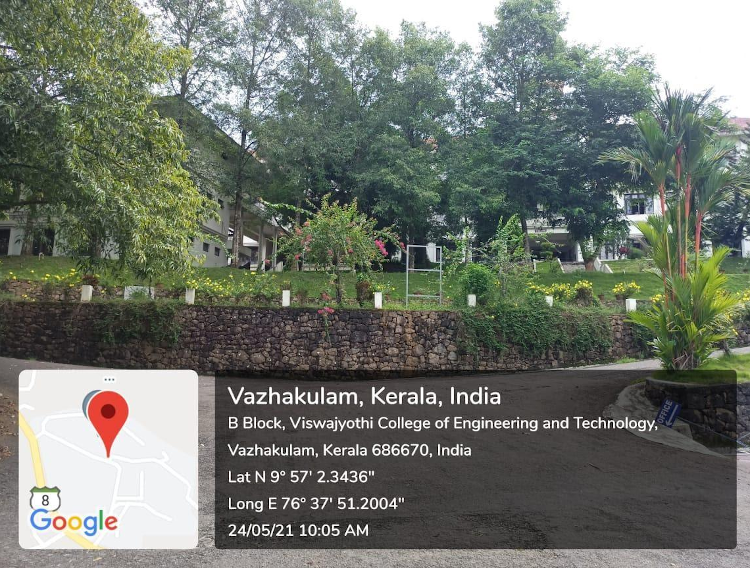 OFFICE
8
Google
Vazhakulam, Kerala, India
B Block, Viswajyothi College of Engineering and Technology,
Vazhakulam, Kerala 686670, India
Lat N 9° 57' 2.3436"
Long E 76° 37' 51.2004"
24/05/21 10:05 AM